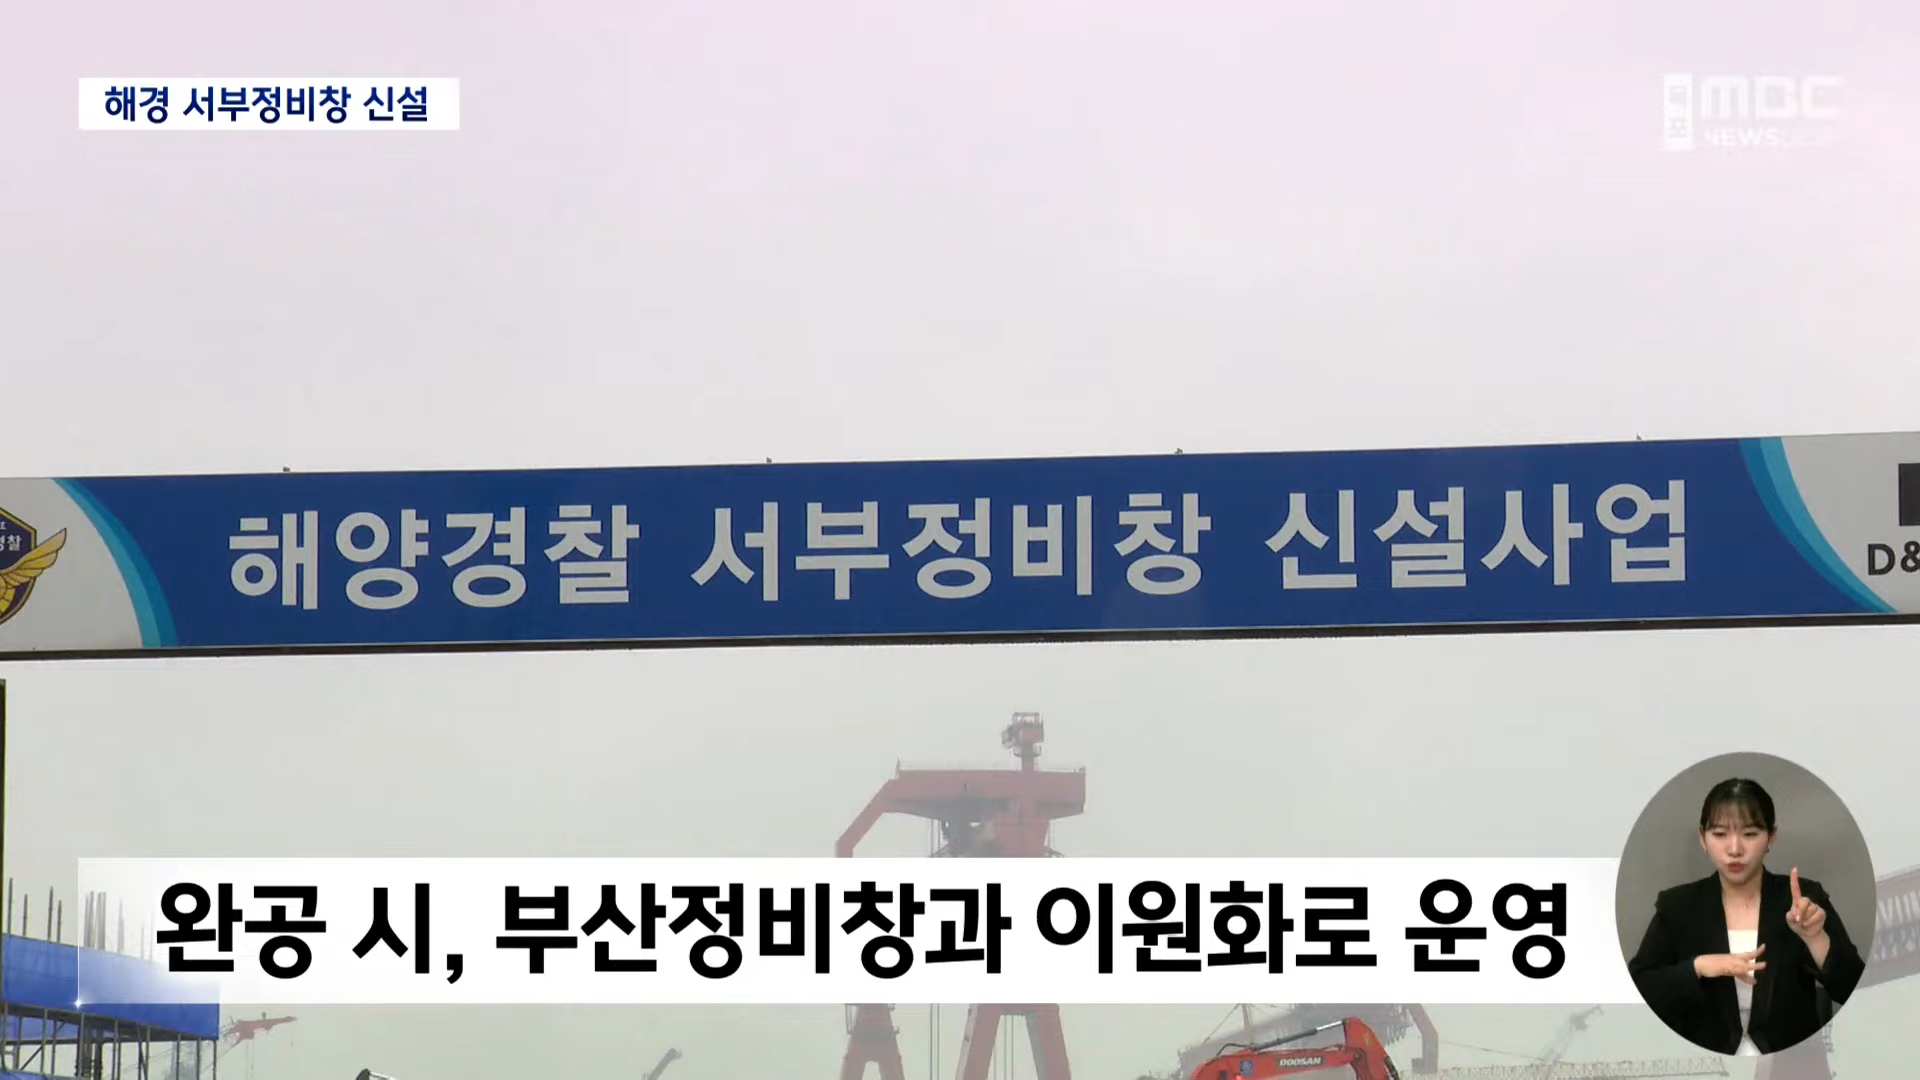 해경 서부정비창 신설
목포
MBC
NEWS
해양경찰 서부정비창 신설사업
D&
완공 시, 부산정비창과 이원화로 운영
DOOSAN